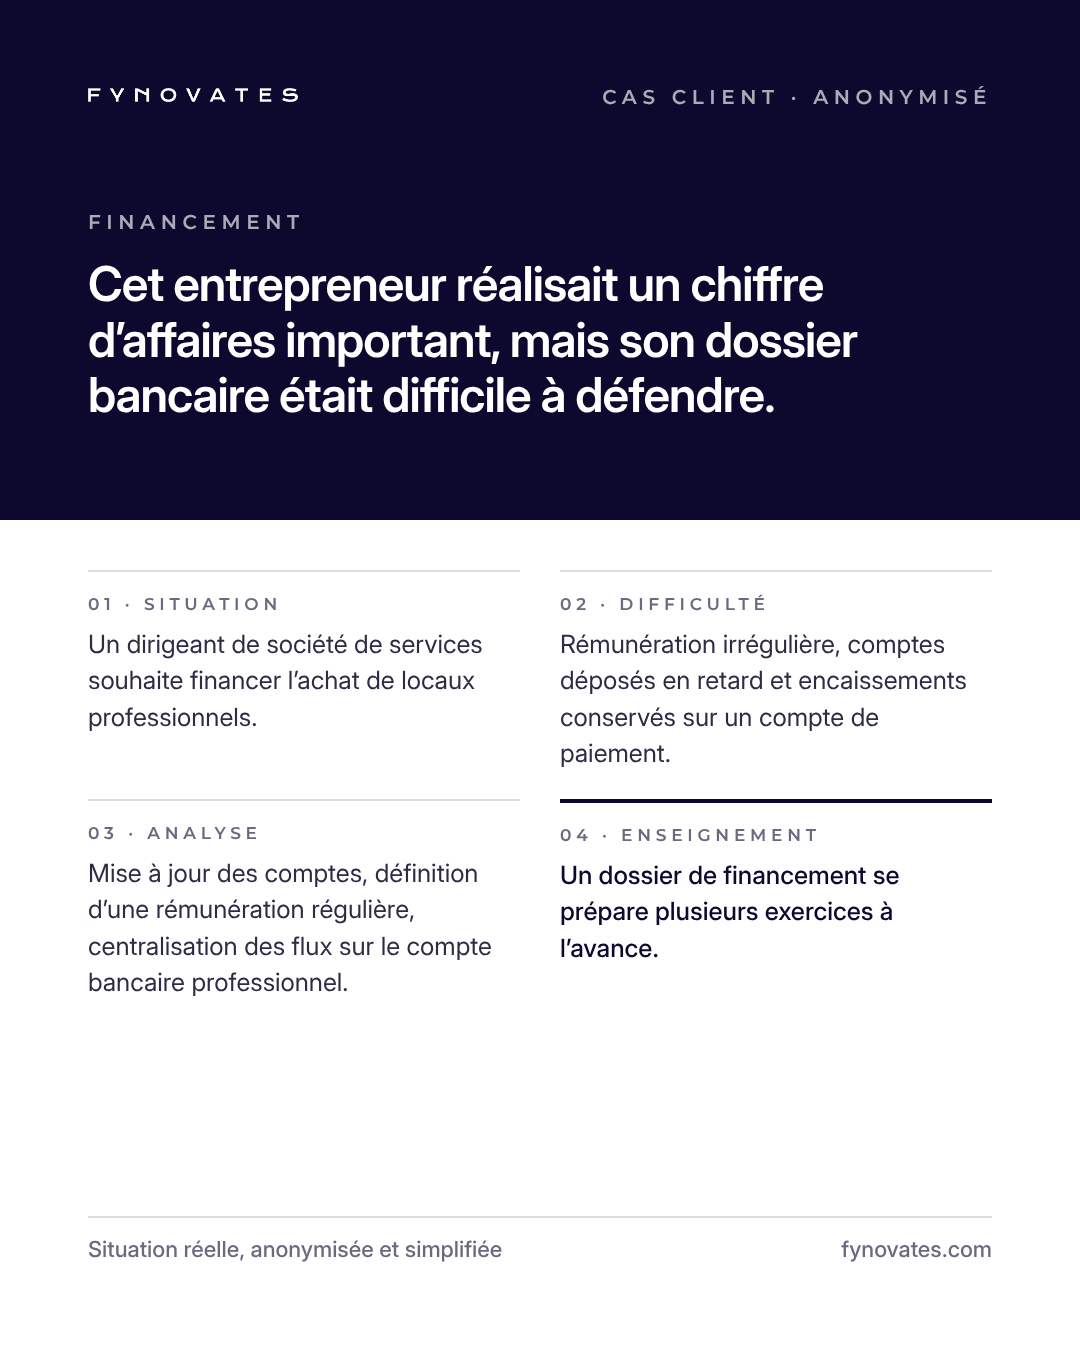 FYNOVATES
CAS CLIENT · ANONYMISÉ
FINANCEMENT
Cet entrepreneur réalisait un chiffre
d’affaires important, mais son dossier
bancaire était difficile à défendre.
01 · SITUATION
Un dirigeant de société de services
souhaite financer l’achat de locaux
professionnels.
02 · DIFFICULTÉ
Rémunération irrégulière, comptes
déposés en retard et encaissements
conservés sur un compte de
paiement.
03 · ANALYSE
Mise à jour des comptes, définition
d’une rémunération régulière,
centralisation des flux sur le compte
bancaire professionnel.
04 · ENSEIGNEMENT
Un dossier de financement se
prépare plusieurs exercices à
l’avance.
Situation réelle, anonymisée et simplifiée
fynovates.com